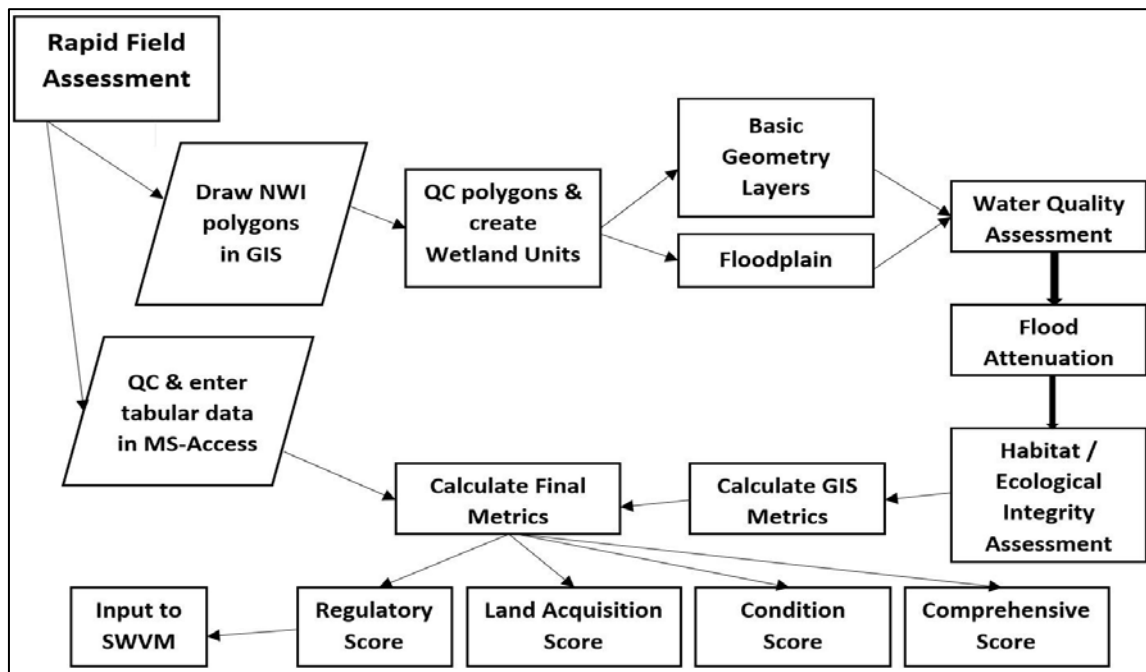 Rapid Field
Assessment
Draw NWI
polygons
in GIS
QC polygons &
create
Wetland Units
Basic
Geometry
Layers
Floodplain
Water Quality
Assessment
Flood
Attenuation
Habitat /
Ecological
Integrity
Assessment
QC & enter
tabular data
in MS-Access
Calculate Final
Metrics
Calculate GIS
Metrics
Input to
SWVM
Regulatory
Score
Land Acquisition
Score
Condition
Score
Comprehensive
Score